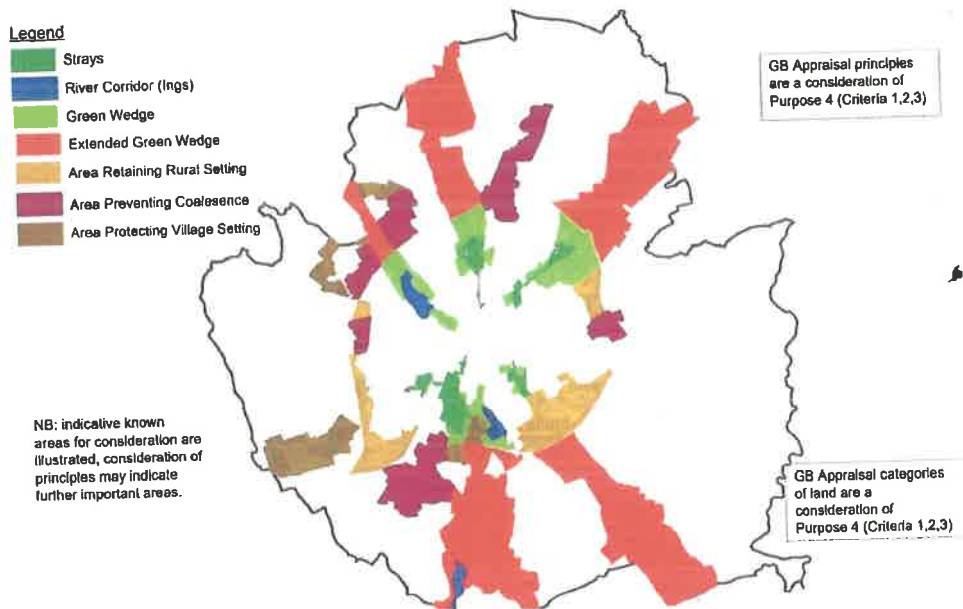 Legend
Strays
River Corridor (Ings)
Green Wedge
Extended Green Wedge
Area Retaining Rural Setting
Area Preventing Coalesence
Area Protecting Village Setting
GB Appraisal principles
are a consideration of
Purpose 4 (Criteria 1,2,3)
NB: indicative known
areas for consideration are
illustrated, consideration of
principles may indicate
further important areas.
GB Appraisal categories
of land are a
consideration of
Purpose 4 (Criteria 1,2,3)